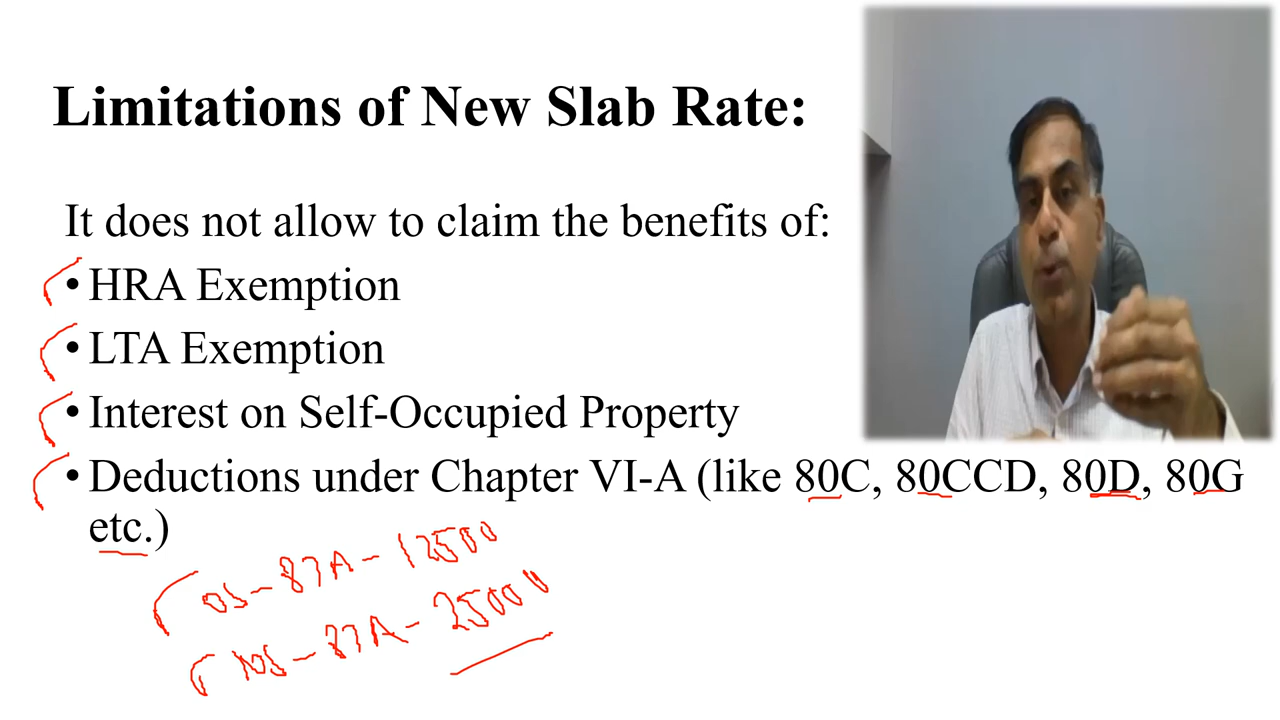 Limitations of New Slab Rate:
It does not allow to claim the benefits of:
• HRA Exemption
• LTA Exemption
• Interest on Self-Occupied Property
• Deductions under Chapter VI-A (like 80C, 80CCD, 80D, 80G
etc.)
OS - 87A - 12500
NS - 87A - 25000